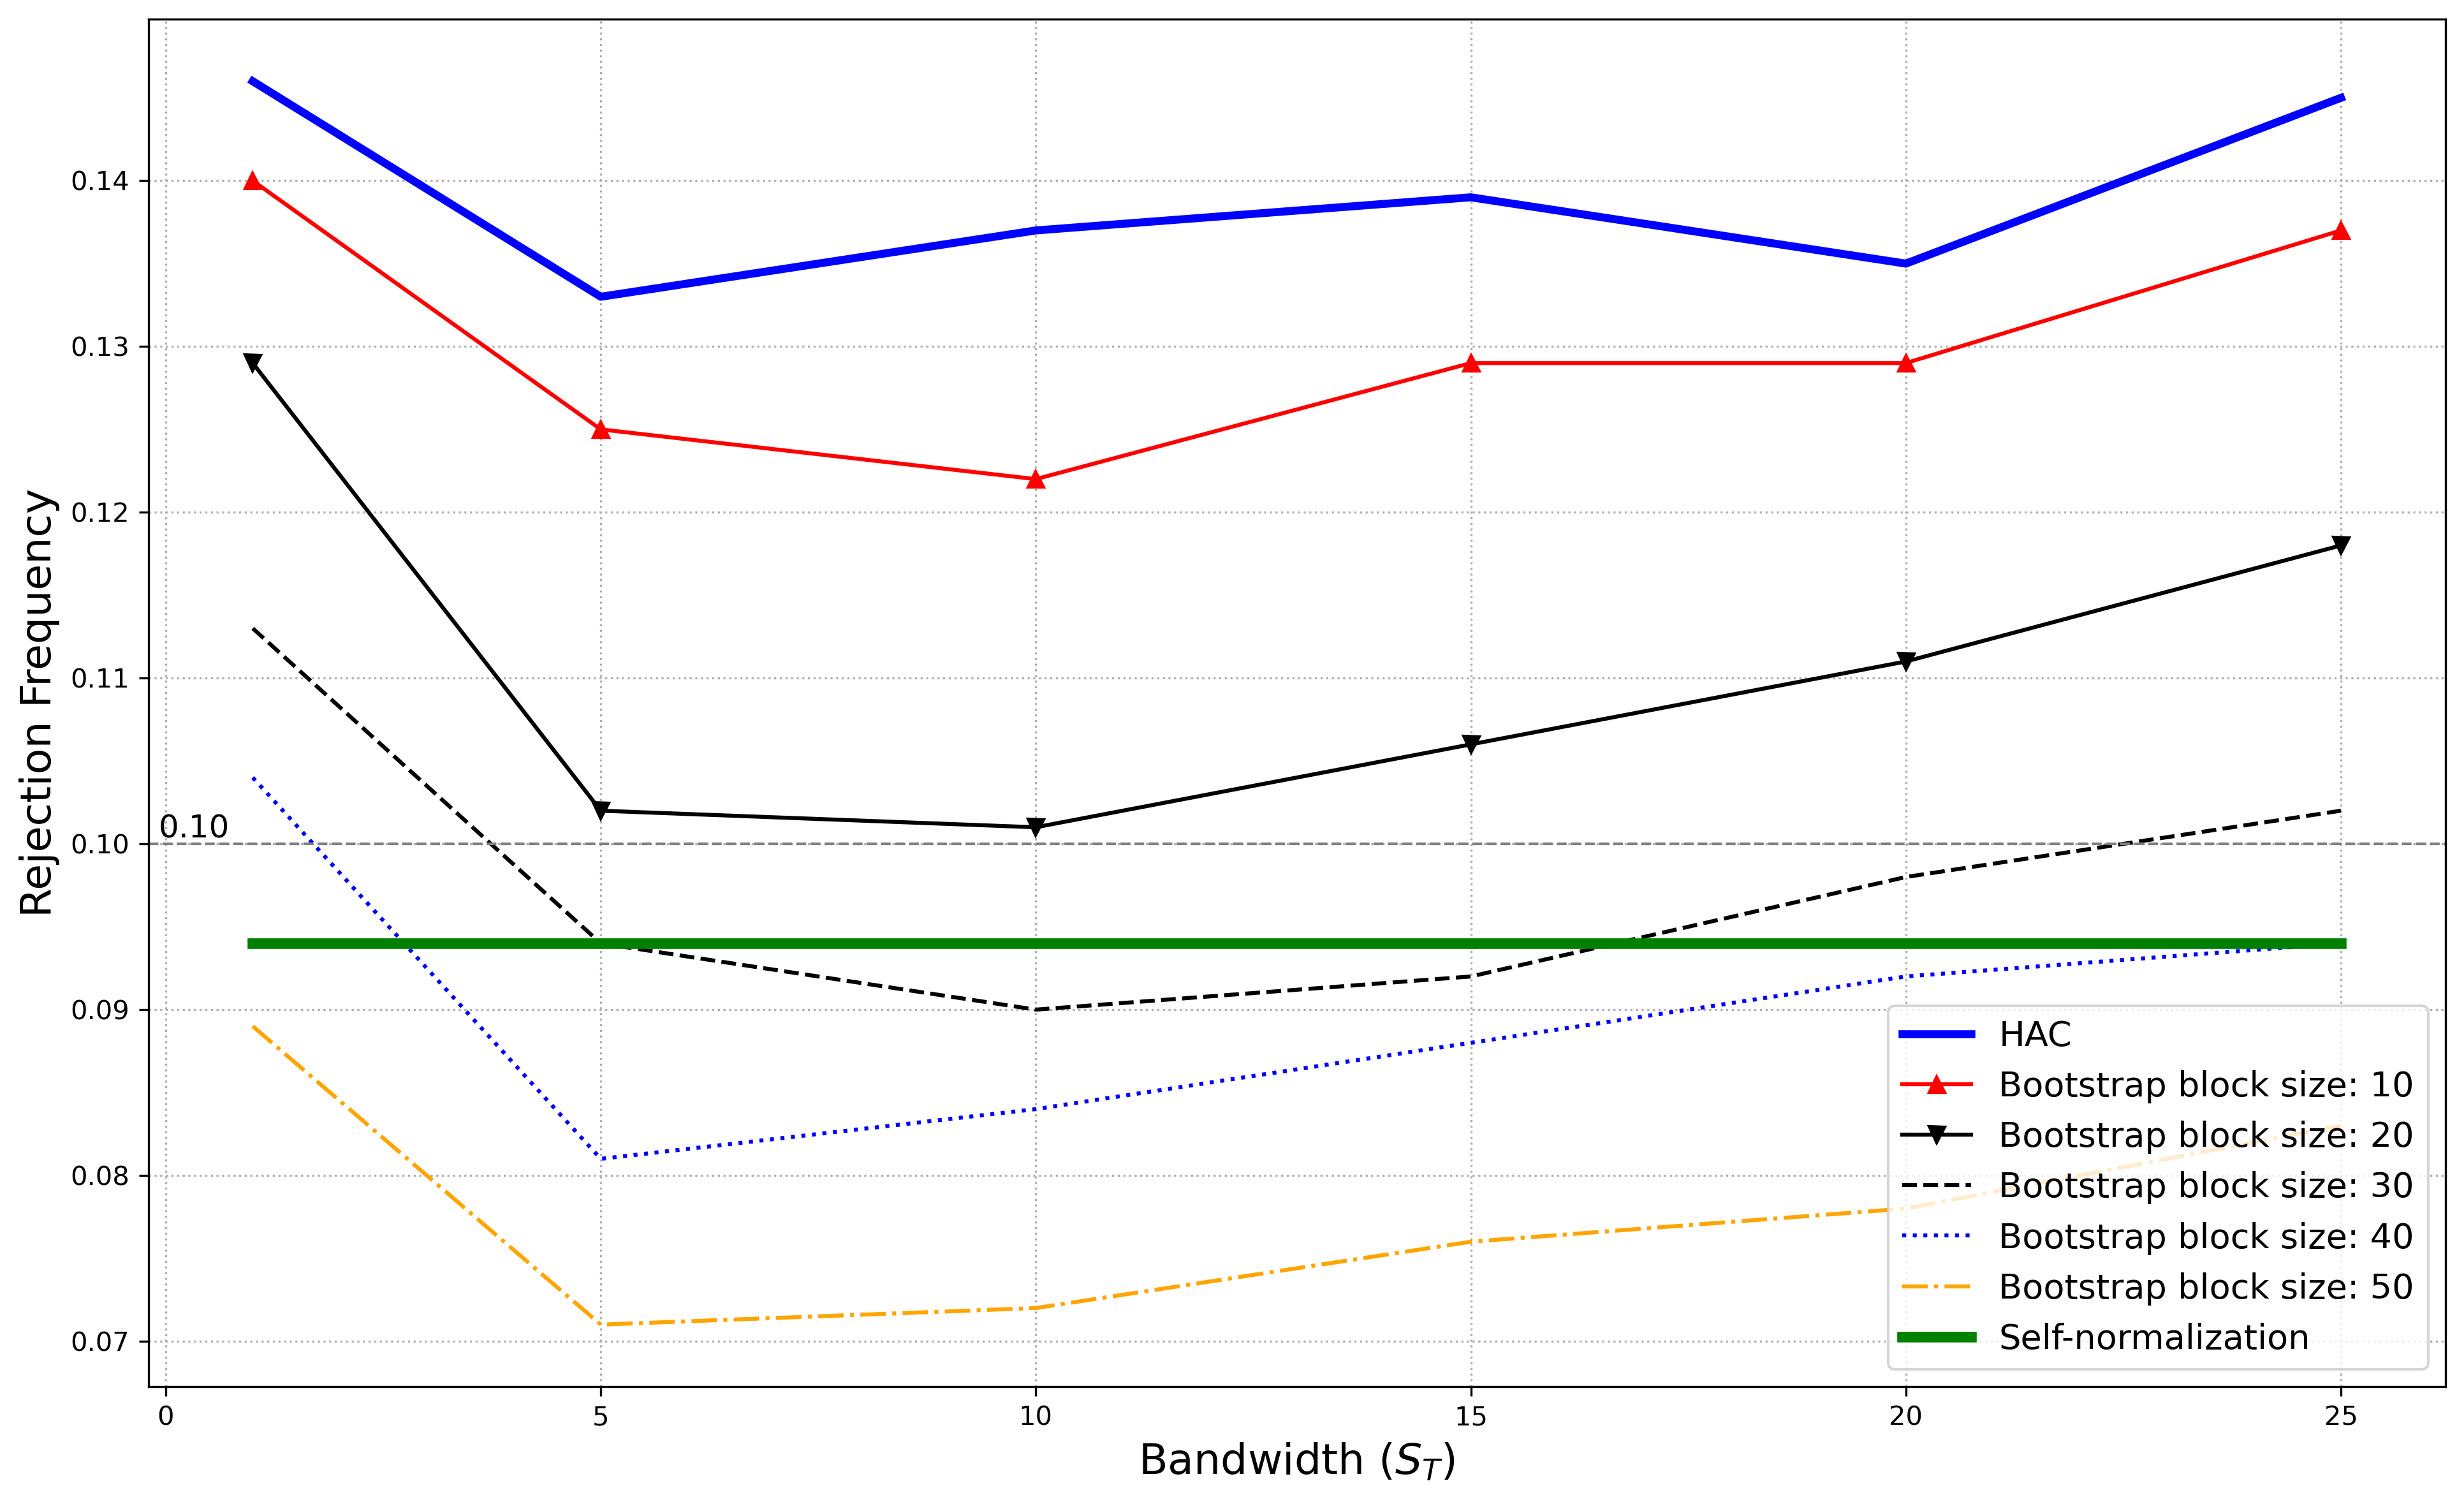 Rejection Frequency
0.14
0.13
0.12
0.11
0.10
0.10
0.09
0.08
0.07
0 5 10 15 20 25
Bandwidth (S_T)
HAC
Bootstrap block size: 10
Bootstrap block size: 20
Bootstrap block size: 30
Bootstrap block size: 40
Bootstrap block size: 50
Self-normalization